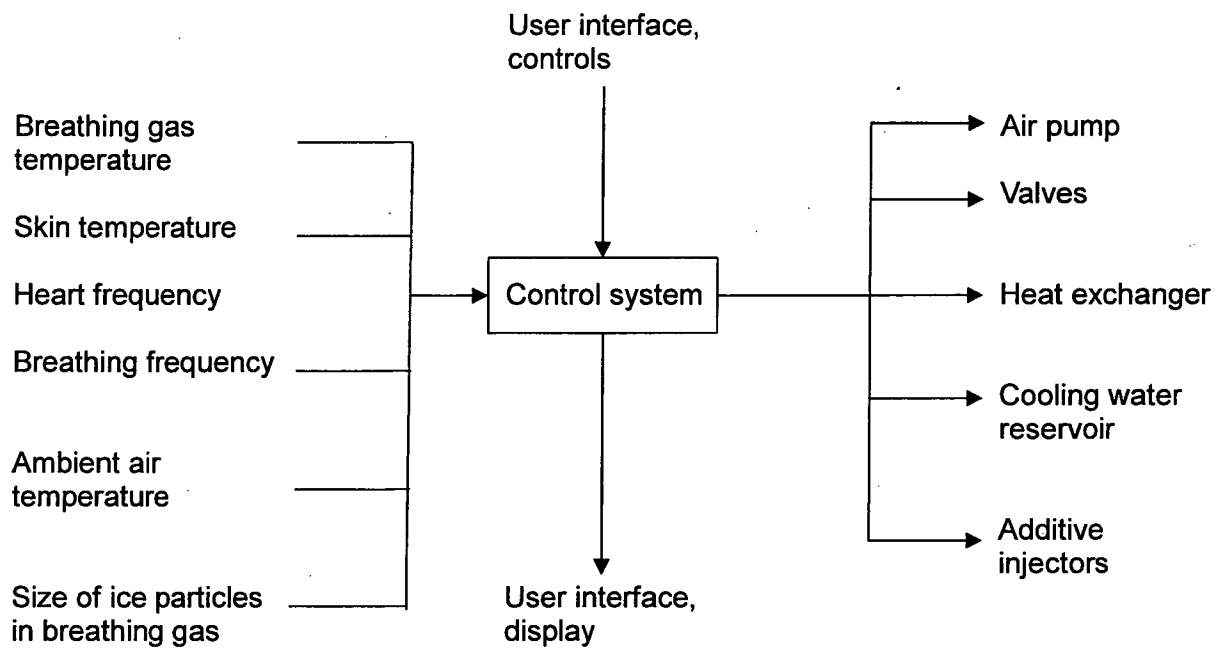 User interface,
controls
Breathing gas
temperature
Skin temperature
Heart frequency
Breathing frequency
Ambient air
temperature
Size of ice particles
in breathing gas
Control system
User interface,
display
Air pump
Valves
Heat exchanger
Cooling water
reservoir
Additive
injectors